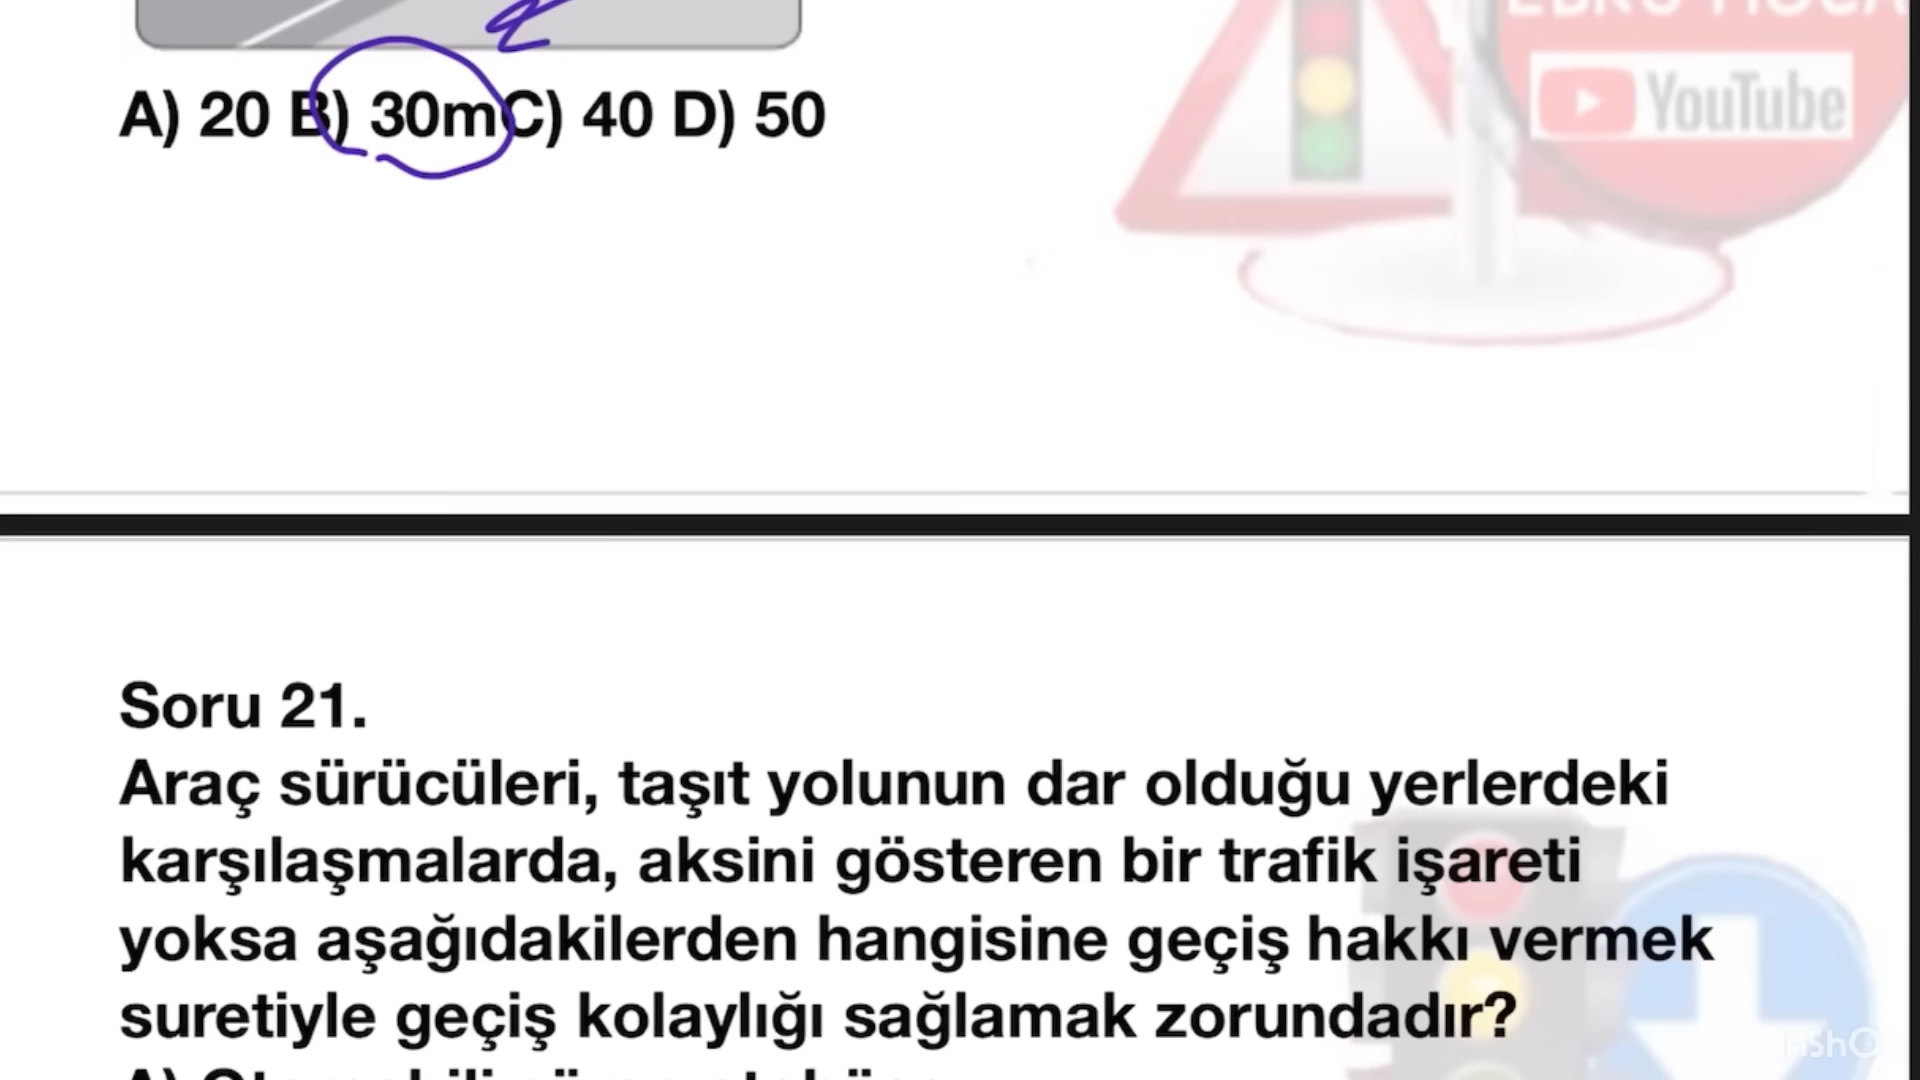 A) 20 B) 30mC) 40 D) 50
YouTube
Soru 21.
Araç sürücüleri, taşıt yolunun dar olduğu yerlerdeki
karşılaşmalarda, aksini gösteren bir trafik işareti
yoksa aşağıdakilerden hangisine geçiş hakkı vermek
suretiyle geçiş kolaylığı sağlamak zorundadır?